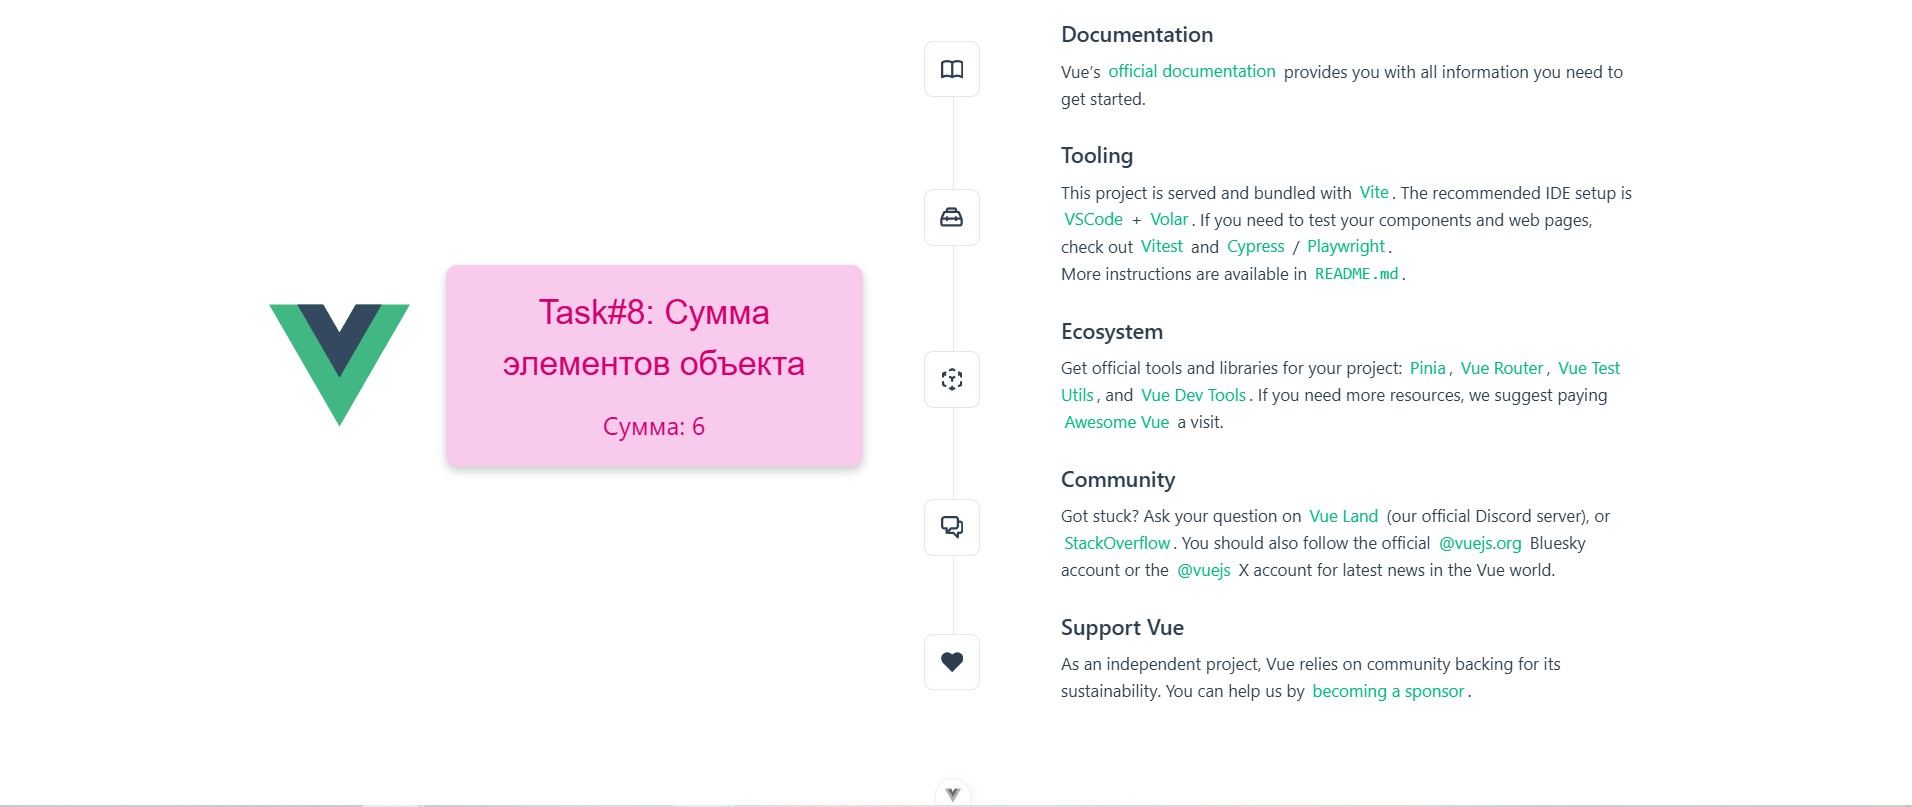 Task#8: Сумма
элементов объекта
Сумма: 6
Documentation
Vue’s official documentation provides you with all information you need to
get started.
Tooling
This project is served and bundled with Vite. The recommended IDE setup is
VSCode + Volar. If you need to test your components and web pages,
check out Vitest and Cypress / Playwright.
More instructions are available in README.md.
Ecosystem
Get official tools and libraries for your project: Pinia, Vue Router, Vue Test
Utils, and Vue Dev Tools. If you need more resources, we suggest paying
Awesome Vue a visit.
Community
Got stuck? Ask your question on Vue Land (our official Discord server), or
StackOverflow. You should also follow the official @vuejs.org Bluesky
account or the @vuejs X account for latest news in the Vue world.
Support Vue
As an independent project, Vue relies on community backing for its
sustainability. You can help us by becoming a sponsor.